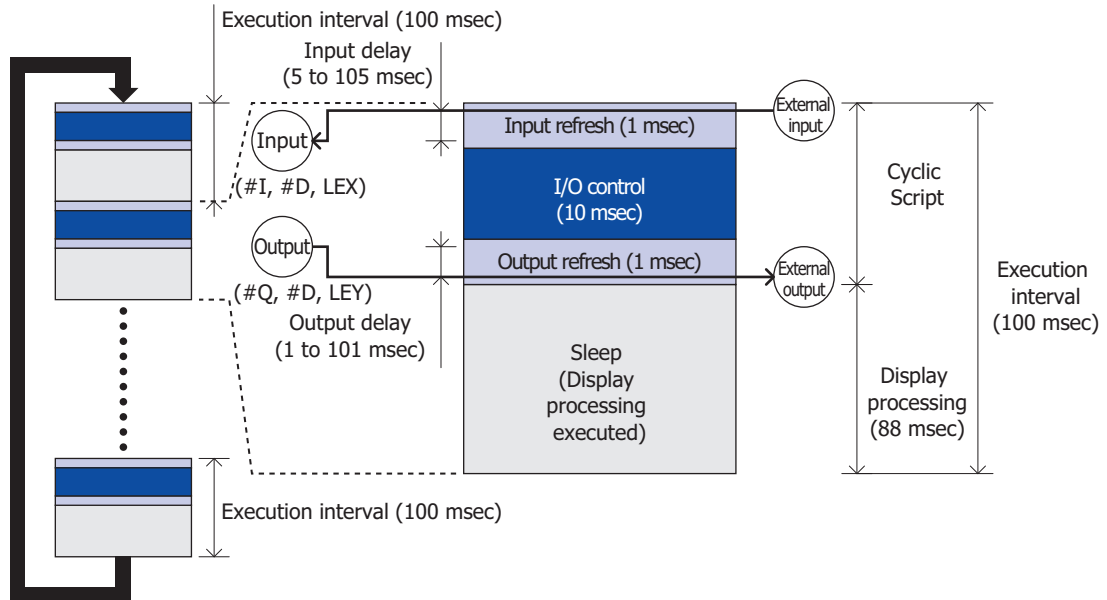 Execution interval (100 msec)
Input delay
(5 to 105 msec)
Input
(#I, #D, LEX)
Output
(#Q, #D, LEY)
Output delay
(1 to 101 msec)
Execution interval (100 msec)
Input refresh (1 msec)
I/O control
(10 msec)
Output refresh (1 msec)
Sleep
(Display
processing
executed)
External
input
External
output
Cyclic
Script
Display
processing
(88 msec)
Execution
interval
(100 msec)